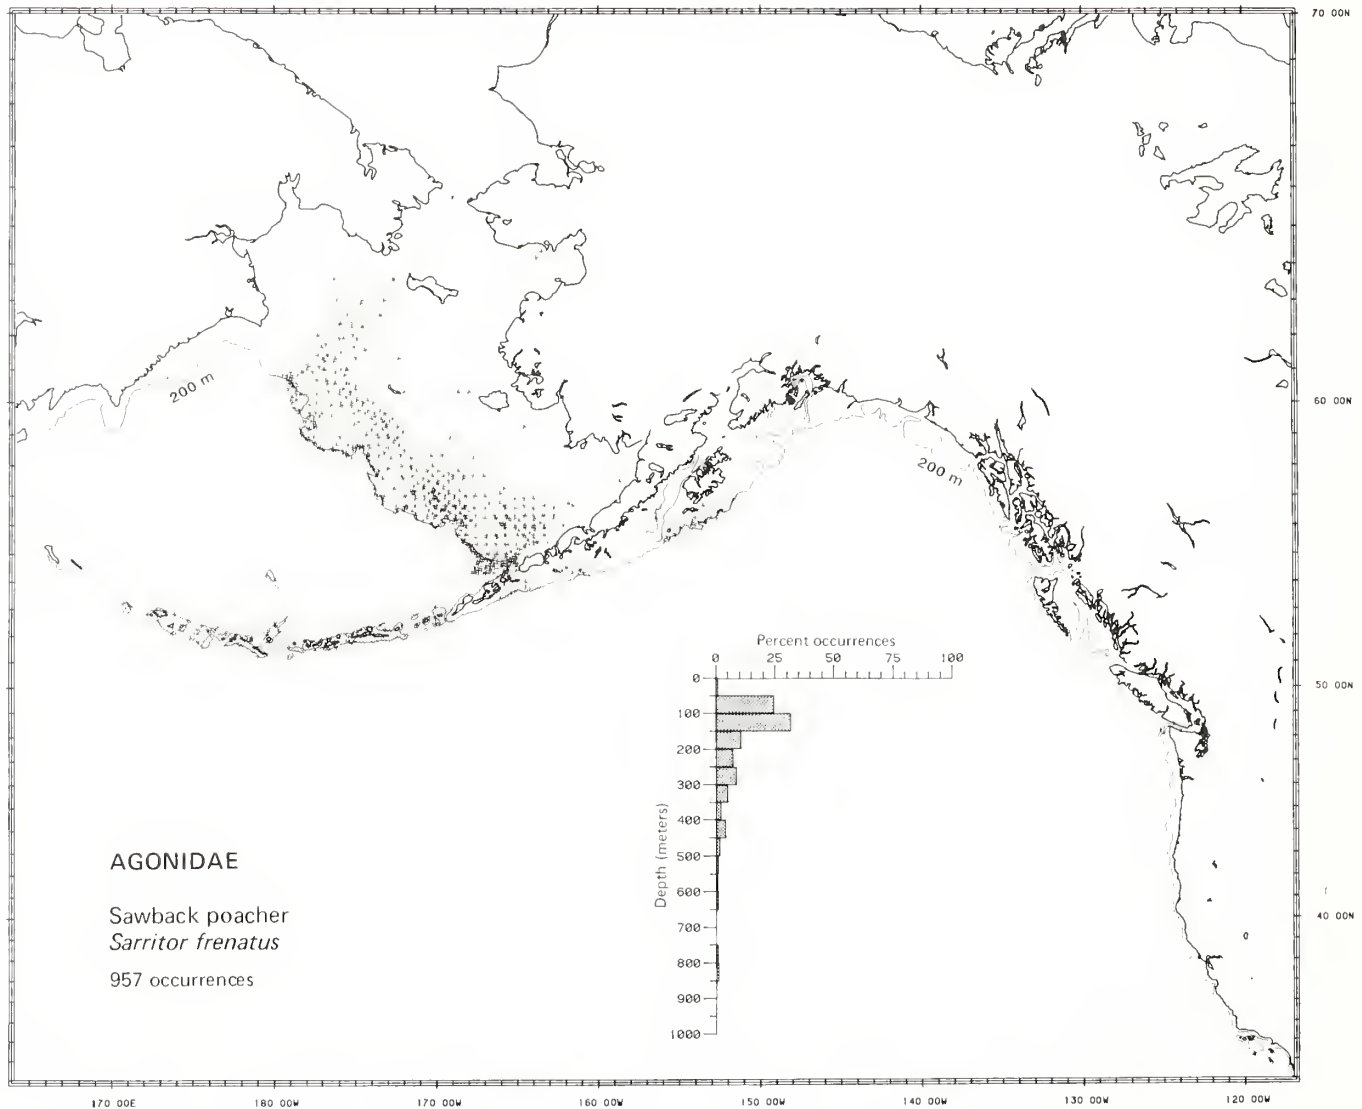 70 00N
200 m
60 00N
200 m
Percent occurrences
0 25 50 75 100
50 00N
0
100
200
300
400
500
600
700
800
900
1000
Depth (meters)
AGONIDAE
Sawback poacher
Sarritor frenatus
957 occurrences
40 00N
170 00E 180 00W 170 00W 160 00W 150 00W 140 00W 130 00W 120 00W